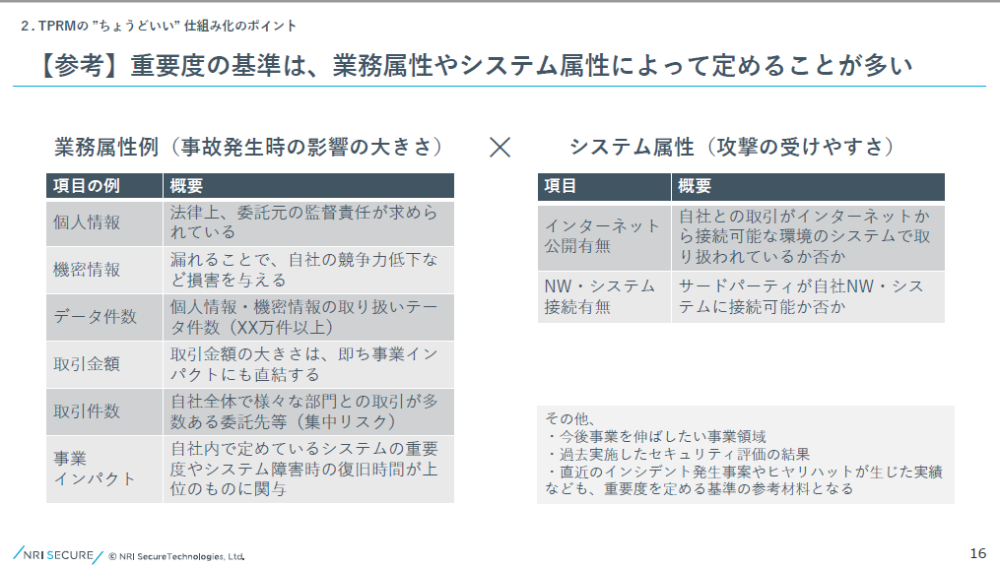 2．TPRMの ”ちょうどいい” 仕組み化のポイント
【参考】重要度の基準は、業務属性やシステム属性によって定めることが多い
業務属性例（事故発生時の影響の大きさ）
×
システム属性（攻撃の受けやすさ）
項目の例 概要
個人情報
法律上、委託元の監督責任が求めら
れている
機密情報
漏れることで、自社の競争力低下な
ど損害を与える
データ件数
個人情報・機密情報の取り扱いデー
タ件数（XX万件以上）
取引金額
取引金額の大きさは、即ち事業イン
パクトにも直結する
取引件数
自社全体で様々な部門との取引が多
数ある委託先等（集中リスク）
事業
インパクト
自社内で定めているシステムの重要
度やシステム障害時の復旧時間が上
位のものに関与
項目 概要
インターネット
公開有無
自社との取引がインターネットか
ら接続可能な環境のシステムで取
り扱われているか否か
NW・システム
接続有無
サードパーティが自社NW・シス
テムに接続可能か否か
その他、
・今後事業を伸ばしたい事業領域
・過去実施したセキュリティ評価の結果
・直近のインシデント発生事案やヒヤリハットが生じた実績
なども、重要度を定める基準の参考材料となる
NRI SECURE
© NRI SecureTechnologies, Ltd.
16